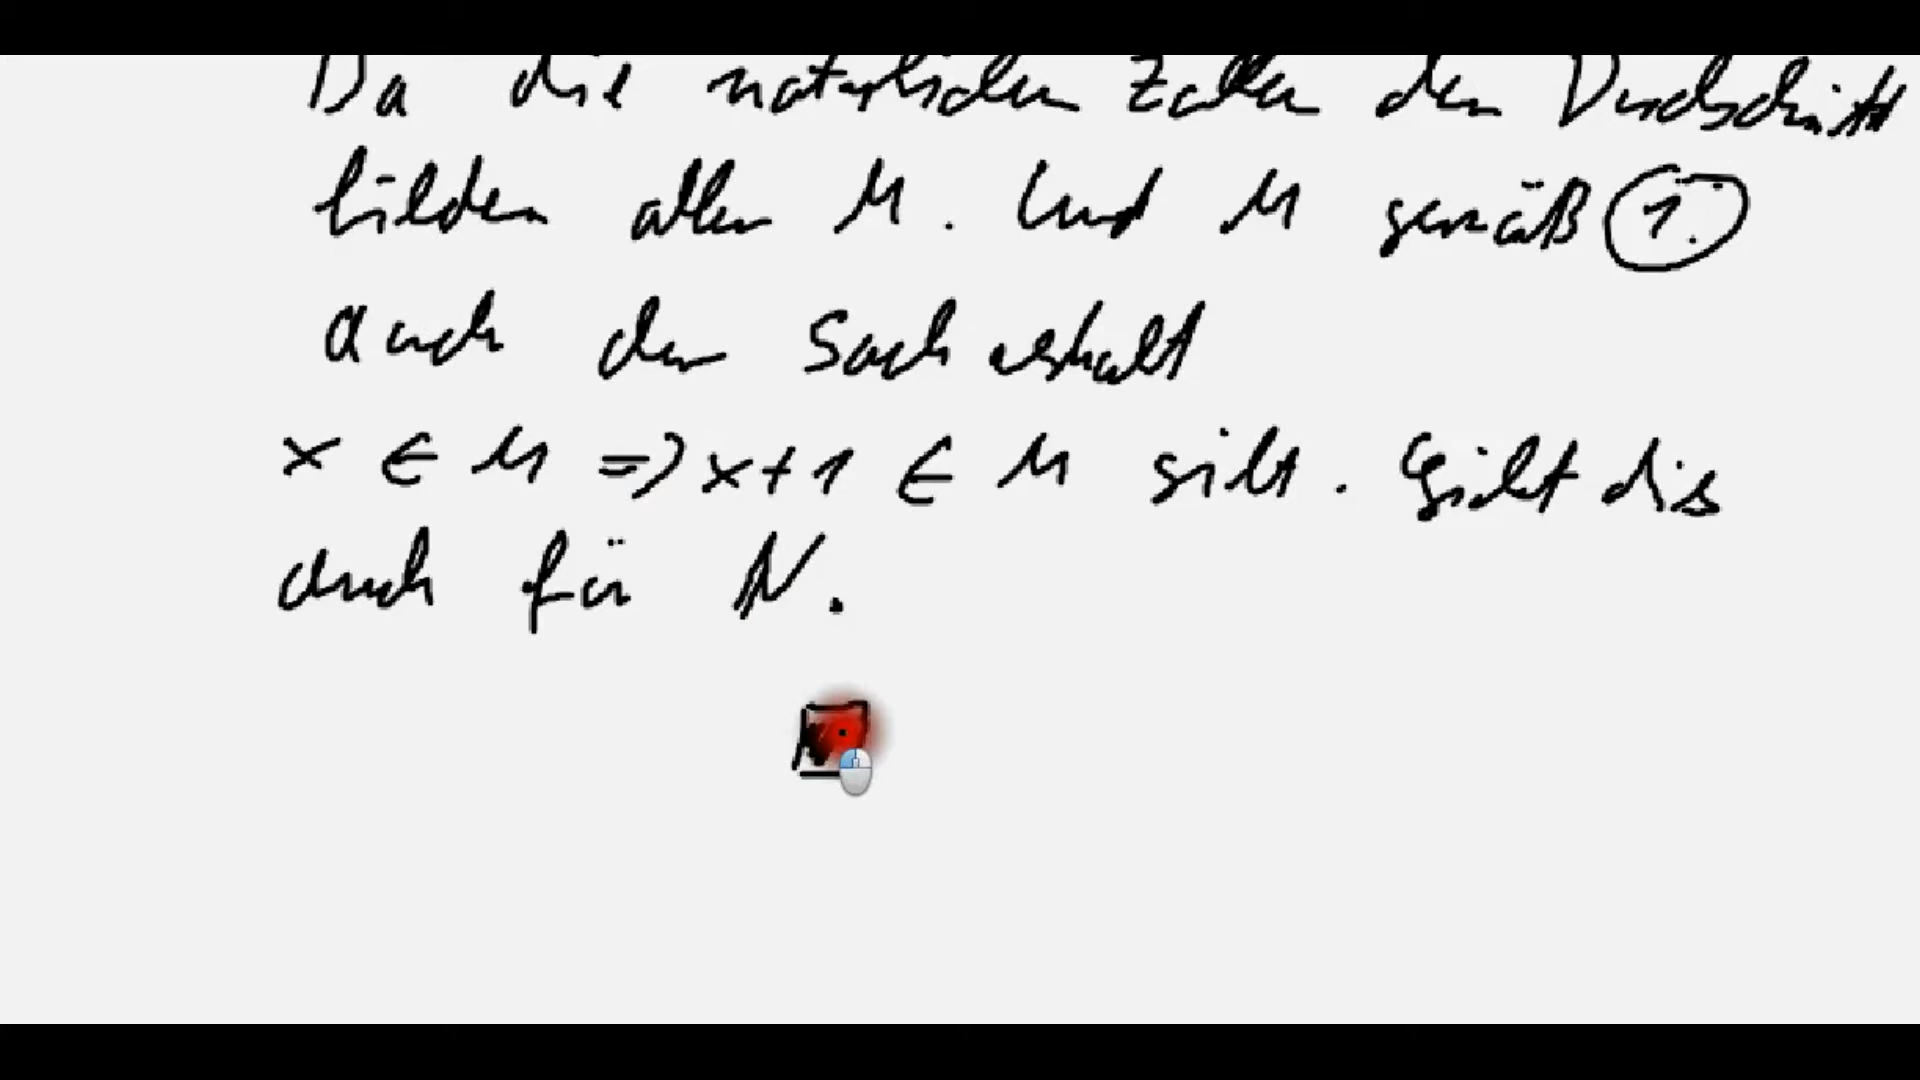 Da die natürlichen Zahlen den Durchschnitt
bilden aller M. Und M gemäß 1.
auch der Sachverhalt
x ∈ M => x+1 ∈ M gilt. Gilt dies
auch für N.